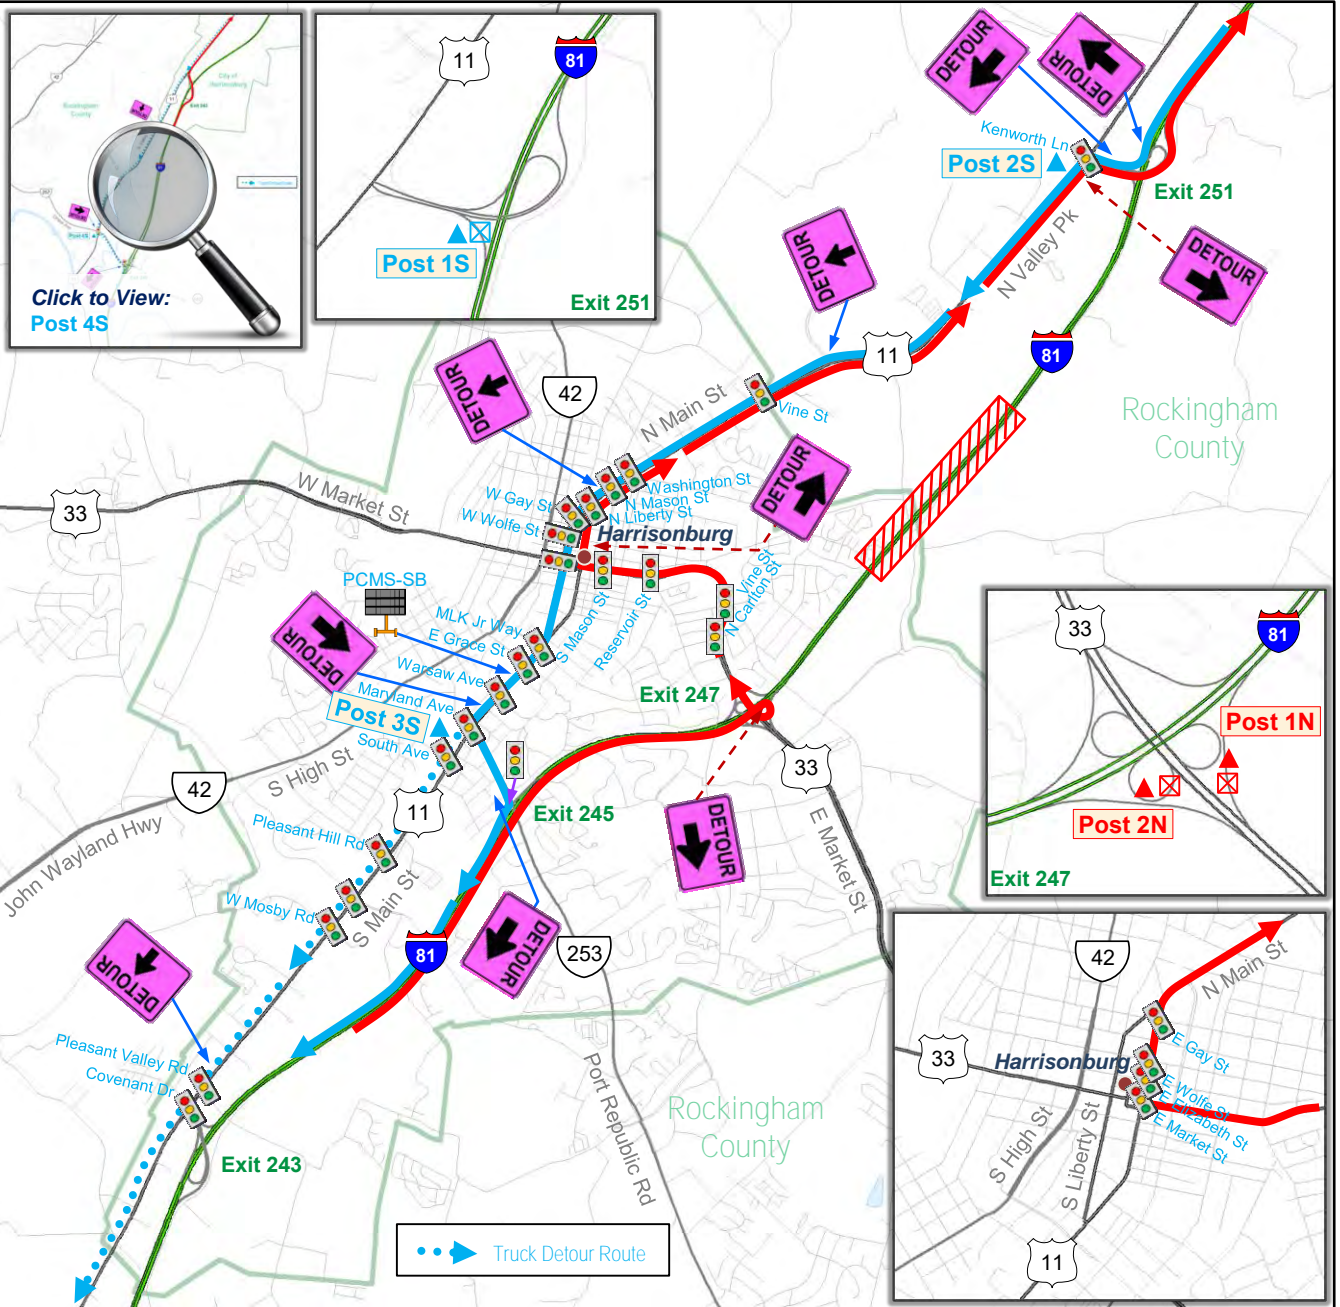 11
81
Post 1S
Exit 251
City of
Rockingham
County
Click to View:
Post 4S
DETOUR
DETOUR
Kenworth Ln
Post 2S
Exit 251
DETOUR
N Valley Pk
DETOUR
11
81
Rockingham
County
DETOUR
42
N Main St
Vine St
DETOUR
33
W Market St
Washington St
N Mason St
N Liberty St
W Gay St
W Wolfe St
Harrisonburg
Vine St
N Carlton St
PCMS-SB
DETOUR
MLK Jr Way
E Grace St
Warsaw Ave
Maryland Ave
S Mason St
Reservoir St
Post 3S
South Ave
Exit 247
33
E Market St
DETOUR
S High St
42
John Wayland Hwy
11
Exit 245
Pleasant Hill Rd
W Mosby Rd
S Main St
81
DETOUR
253
Port Republic Rd
DETOUR
Pleasant Valley Rd
Covenant Dr
Exit 243
Rockingham
County
Truck Detour Route
33
81
Post 1N
Post 2N
Exit 247
42
N Main St
33
Harrisonburg
E Gay St
E Wolfe St
E Elizabeth St
E Market St
S High St
S Liberty St
11